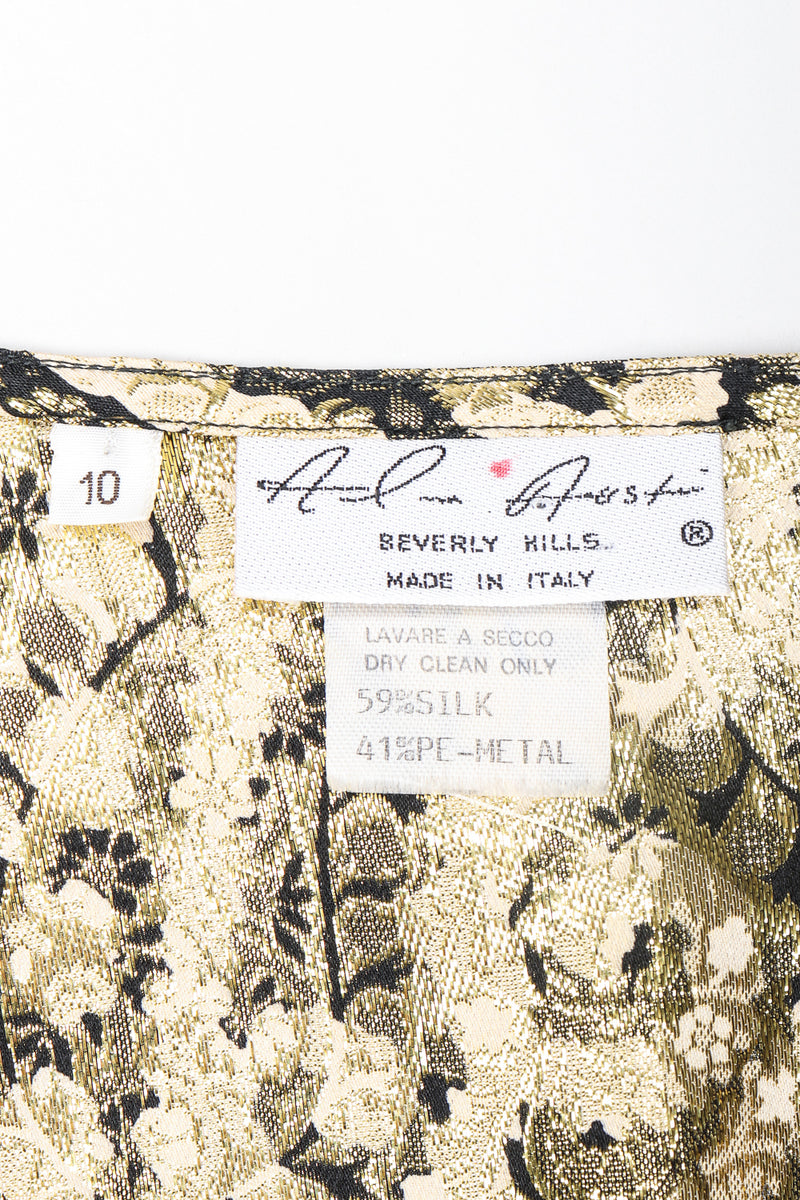 10
BEVERLY HILLS
®
MADE IN ITALY
LAVARE A SECCO
DRY CLEAN ONLY
59%SILK
41%PE-METAL